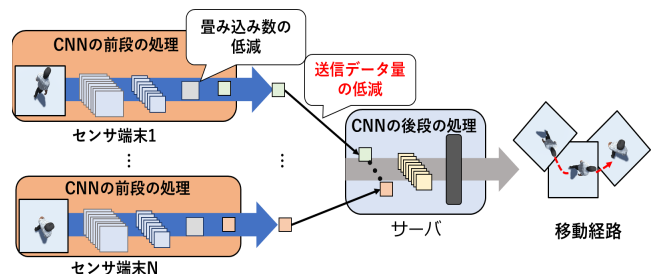 CNNの前段の処理
畳み込み数の
低減
送信データ量
の低減
センサ端末1
CNNの後段の処理
CNNの前段の処理
センサ端末N
サーバ
移動経路